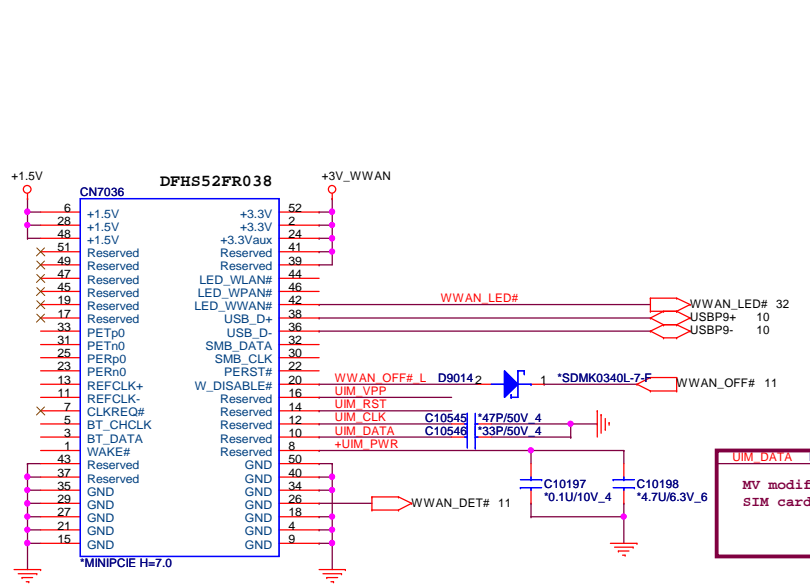 +1.5V
DFHS52FR038
+3V_WWAN
CN7036
6 +1.5V +3.3V 52
28 +1.5V +3.3V 2
48 +1.5V +3.3Vaux 24
51 Reserved Reserved 41
49 Reserved Reserved 39
47 Reserved LED_WLAN# 44
45 Reserved LED_WPAN# 46
19 Reserved LED_WWAN# 42 WWAN_LED# WWAN_LED# 32
17 Reserved USB_D+ 38 USBP9+ 10
33 PETp0 USB_D- 36 USBP9- 10
31 PETn0 SMB_DATA 32
25 PERp0 SMB_CLK 30
23 PERn0 PERST# 22
13 REFCLK+ W_DISABLE# 20 WWAN_OFF#_L D9014 2 1 *SDMK0340L-7-F WWAN_OFF# 11
11 REFCLK- Reserved 16 UIM_VPP
7 CLKREQ# Reserved 14 UIM_RST
5 BT_CHCLK Reserved 12 UIM_CLK C10545 *47P/50V_4
3 BT_DATA Reserved 10 UIM_DATA C10546 *33P/50V_4
1 WAKE# Reserved 8 +UIM_PWR
43 Reserved GND 50
37 Reserved GND 40
35 GND GND 34
29 GND GND 26 WWAN_DET# 11
27 GND GND 18
21 GND GND 4
15 GND GND 9
*MINIPCIE H=7.0
C10197
*0.1U/10V_4
C10198
*4.7U/6.3V_6
UIM_DATA
MV modif
SIM card